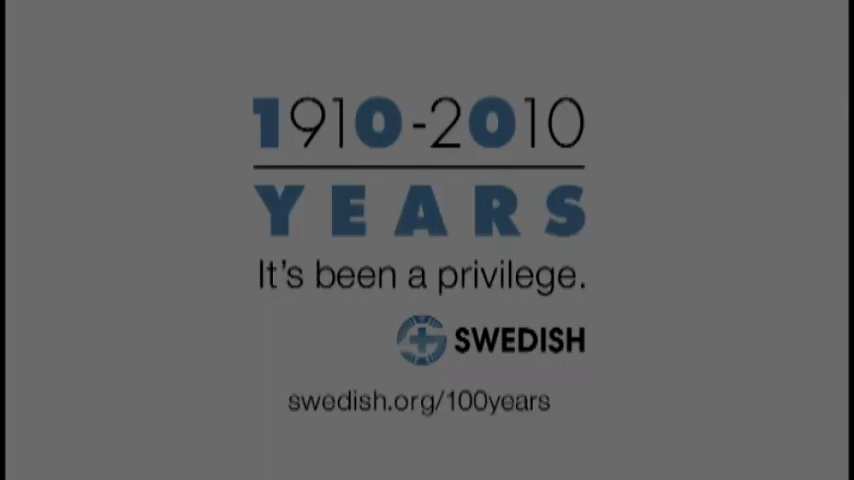 1910-2010
YEARS
It's been a privilege.
SWEDISH
swedish.org/100years